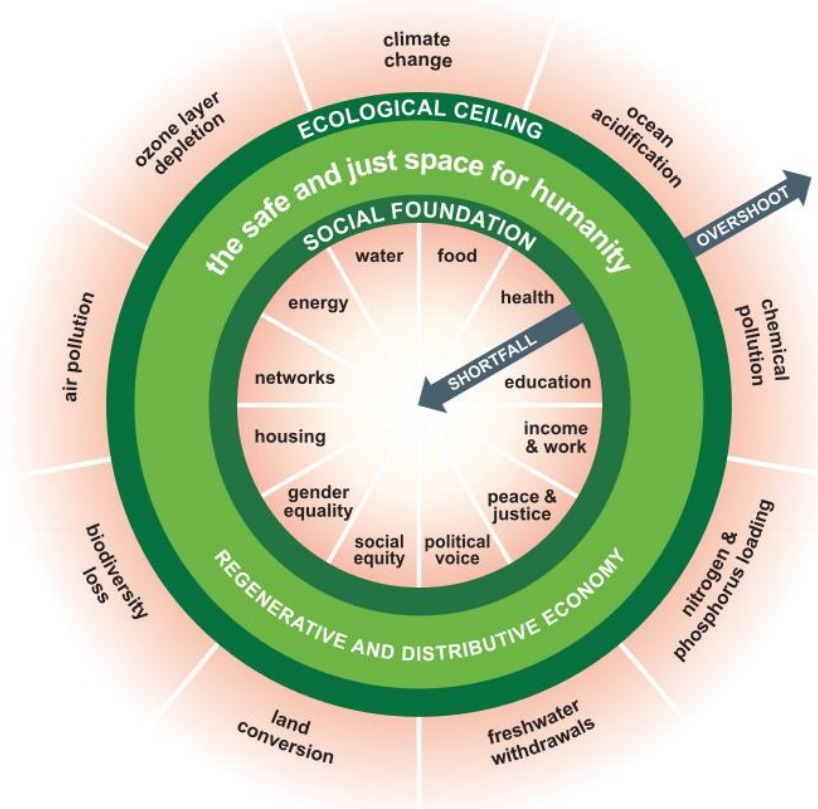 climate
change
ocean
acidification
chemical
pollution
nitrogen &
phosphorus loading
freshwater
withdrawals
land
conversion
biodiversity
loss
air pollution
ozone layer
depletion
ECOLOGICAL CEILING
the safe and just space for humanity
SOCIAL FOUNDATION
OVERSHOOT
SHORTFALL
water
food
health
education
income
& work
peace &
justice
political
voice
social
equity
gender
equality
housing
networks
energy
REGENERATIVE AND DISTRIBUTIVE ECONOMY